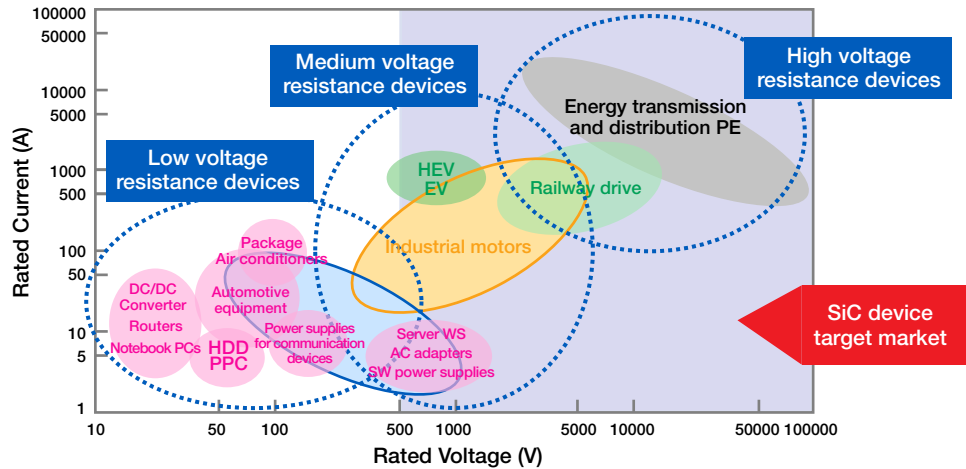 100000
50000
10000
5000
1000
500
100
50
10
5
1
Rated Current (A)
10
50
100
500
1000
5000
10000
50000
100000
Rated Voltage (V)
Low voltage
resistance devices
Medium voltage
resistance devices
High voltage
resistance devices
Energy transmission
and distribution PE
HEV
EV
Railway drive
Industrial motors
Package
Air conditioners
DC/DC
Converter
Routers
Notebook PCs
Automotive
equipment
HDD
PPC
Power supplies
for communication
devices
Server WS
AC adapters
SW power supplies
SiC device
target market